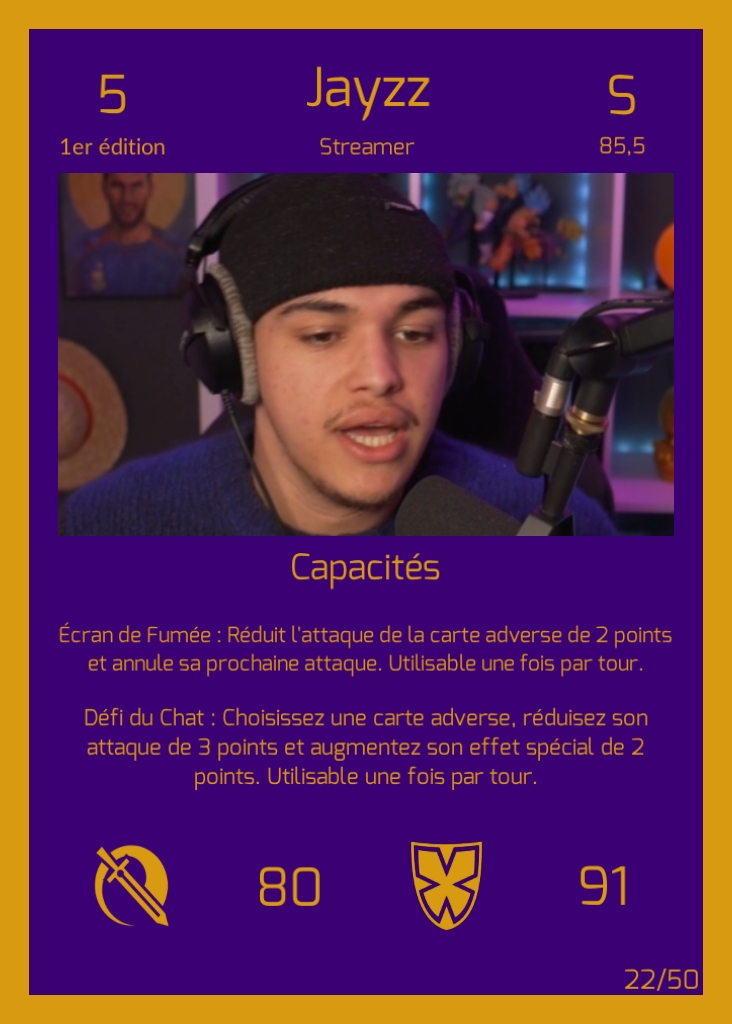 5
Jayzz
S
1er édition
Streamer
85,5
Capacités
Écran de Fumée : Réduit l'attaque de la carte adverse de 2 points
et annule sa prochaine attaque. Utilisable une fois par tour.
Défi du Chat : Choisissez une carte adverse, réduisez son
attaque de 3 points et augmentez son effet spécial de 2
points. Utilisable une fois par tour.
80
91
22/50